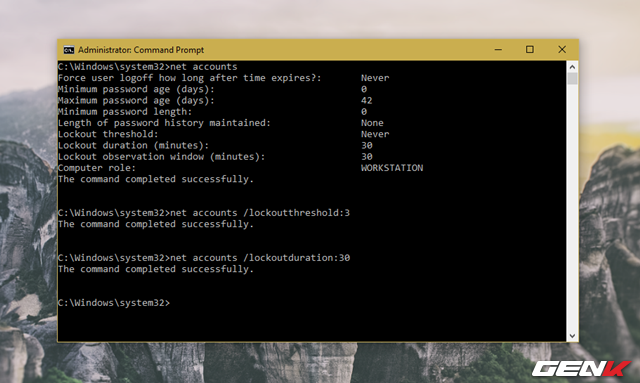 Administrator: Command Prompt
C:\Windows\system32>net accounts
Force user logoff how long after time expires?: Never
Minimum password age (days): 0
Maximum password age (days): 42
Minimum password length: 0
Length of password history maintained: None
Lockout threshold: Never
Lockout duration (minutes): 30
Lockout observation window (minutes): 30
Computer role: WORKSTATION
The command completed successfully.
C:\Windows\system32>net accounts /lockoutthreshold:3
The command completed successfully.
C:\Windows\system32>net accounts /lockoutduration:30
The command completed successfully.
C:\Windows\system32>
GENK